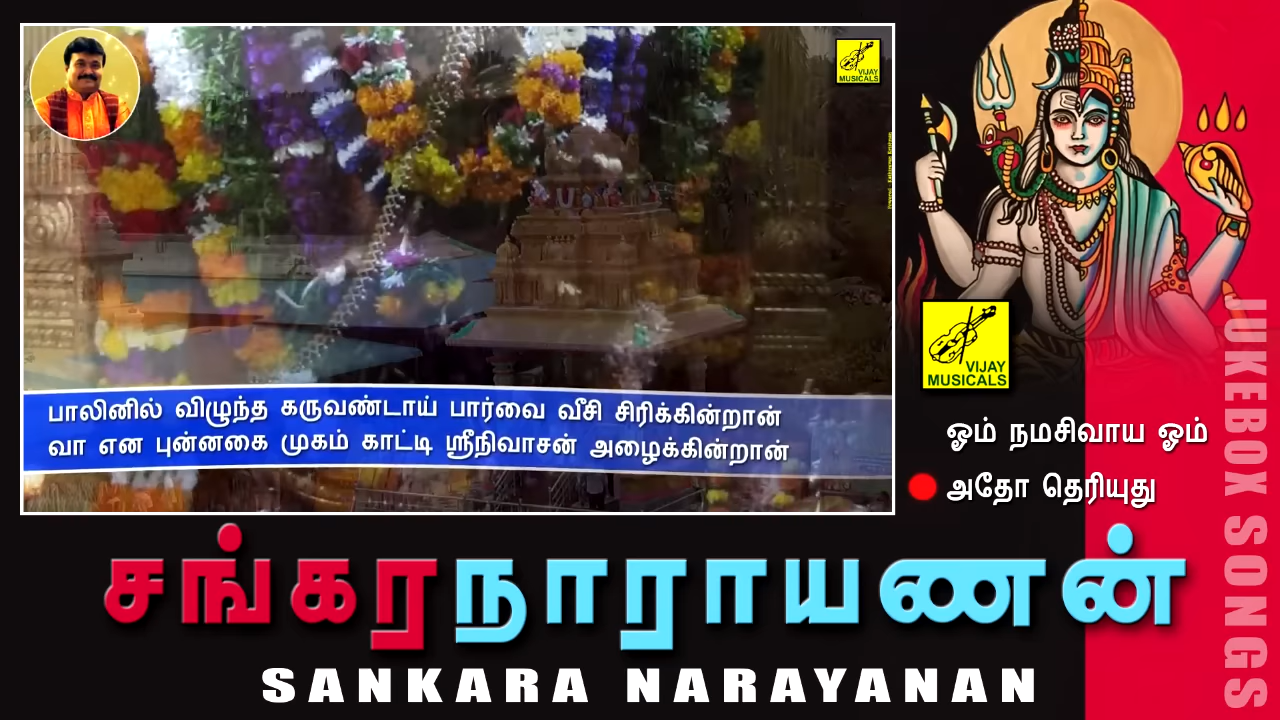 VIJAY
MUSICALS
பாலினில் விழுந்த கருவண்டாய் பார்வை வீசி சிரிக்கின்றான்
வா என புன்னகை முகம் காட்டி ஸ்ரீநிவாசன் அழைக்கின்றான்
VIJAY
MUSICALS
ஓம் நமசிவாய ஓம்
அதோ தெரியுது
JUKEBOX SONGS
சங்கரநாராயணன்
SANKARA NARAYANAN